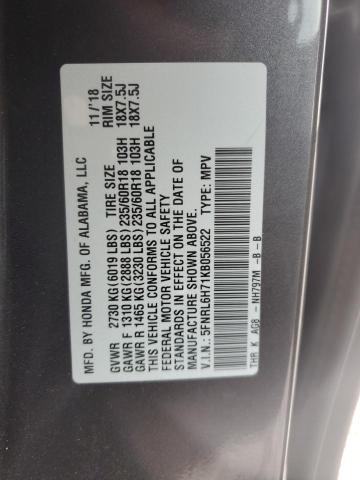 MFD. BY HONDA MFG. OF ALABAMA, LLC 11/'18
GVWR 2730 KG (6019 LBS) TIRE SIZE RIM SIZE
GAWR F 1310 KG (2888 LBS) 235/60R18 103H 18X7.5J
GAWR R 1465 KG (3230 LBS) 235/60R18 103H 18X7.5J
THIS VEHICLE CONFORMS TO ALL APPLICABLE
FEDERAL MOTOR VEHICLE SAFETY
STANDARDS IN EFFECT ON THE DATE OF
MANUFACTURE SHOWN ABOVE.
V.I.N.: 5FNRL6H71KB056522 TYPE: MPV
THR K AG8 - NH797M -B -B